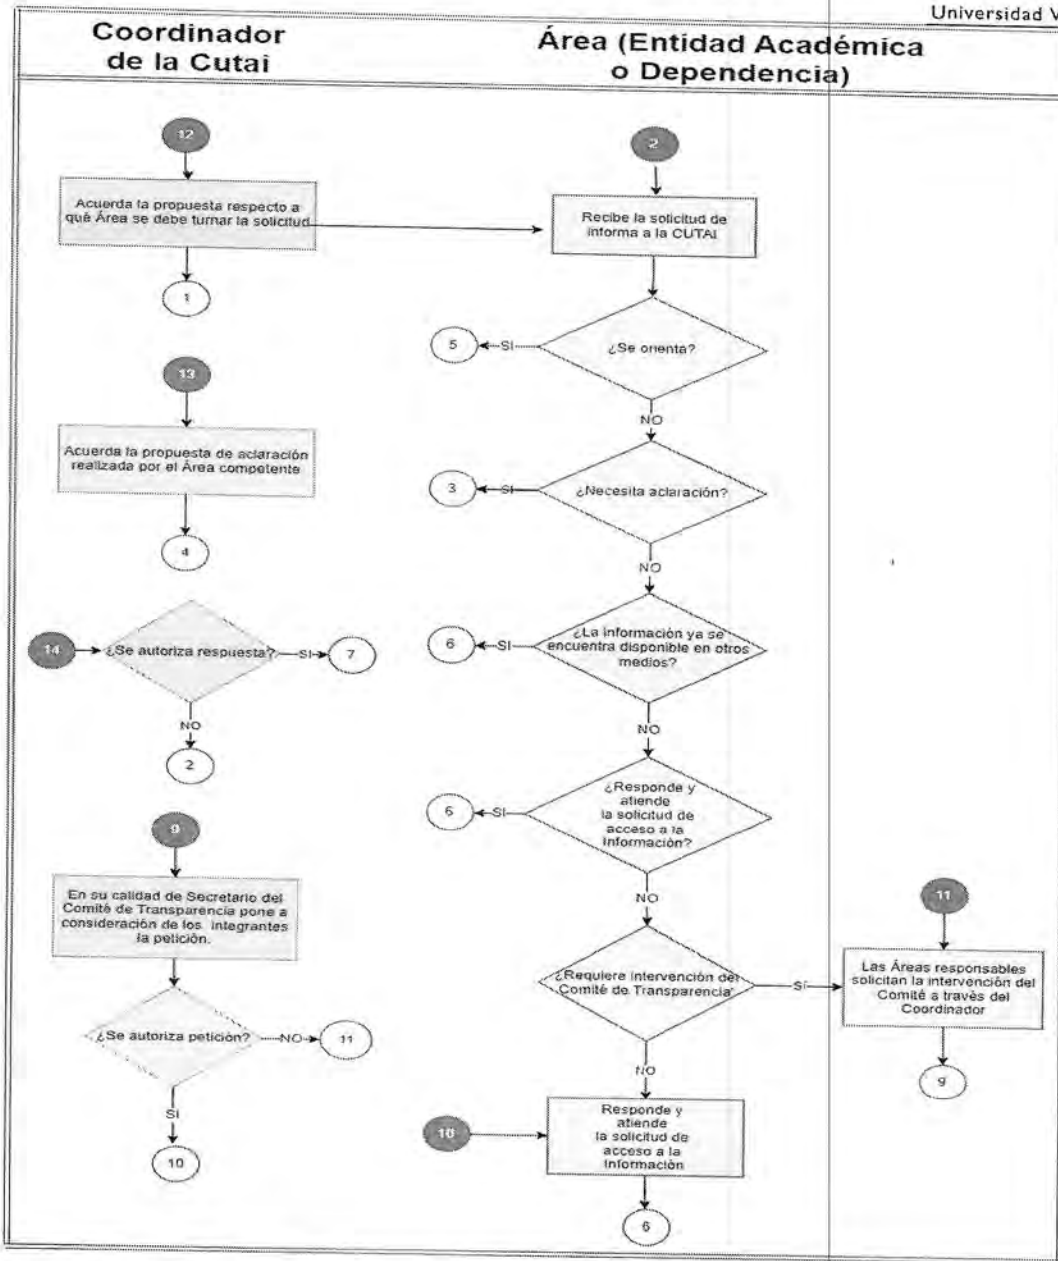 Universidad V
Coordinador
de la Cutai
Área (Entidad Académica
o Dependencia)
12
Acuerda la propuesta respecto a
qué Área se debe turnar la solicitud
1
13
Acuerda la propuesta de aclaración
realizada por el Área competente
4
14
¿Se autoriza respuesta?
SI
7
NO
2
9
En su calidad de Secretario del
Comité de Transparencia pone a
consideración de los integrantes
la petición.
¿Se autoriza petición?
NO
11
SI
10
2
Recibe la solicitud de
informa a la CUTAI
¿Se orienta?
SI
5
NO
¿Necesita aclaración?
SI
3
NO
¿La información ya se
encuentra disponible en otros
medios?
SI
6
NO
¿Responde y
atiende
la solicitud de
acceso a la
Información?
SI
6
NO
¿Requiere intervención del
Comité de Transparencia
Sí
NO
10
Responde y
atiende
la solicitud de
acceso a la
Información
6
11
Las Áreas responsables
solicitan la intervención del
Comité a través del
Coordinador
9